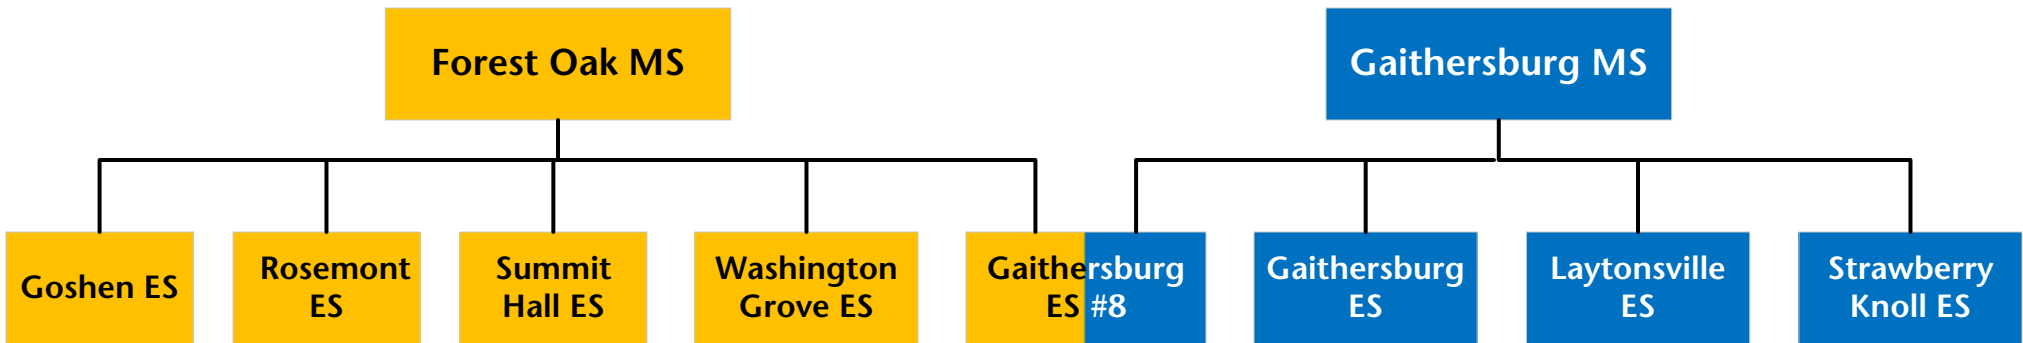 Forest Oak MS
Gaithersburg MS
Goshen ES
Rosemont
ES
Summit
Hall ES
Washington
Grove ES
Gaithersburg
ES #8
Gaithersburg
ES
Laytonsville
ES
Strawberry
Knoll ES